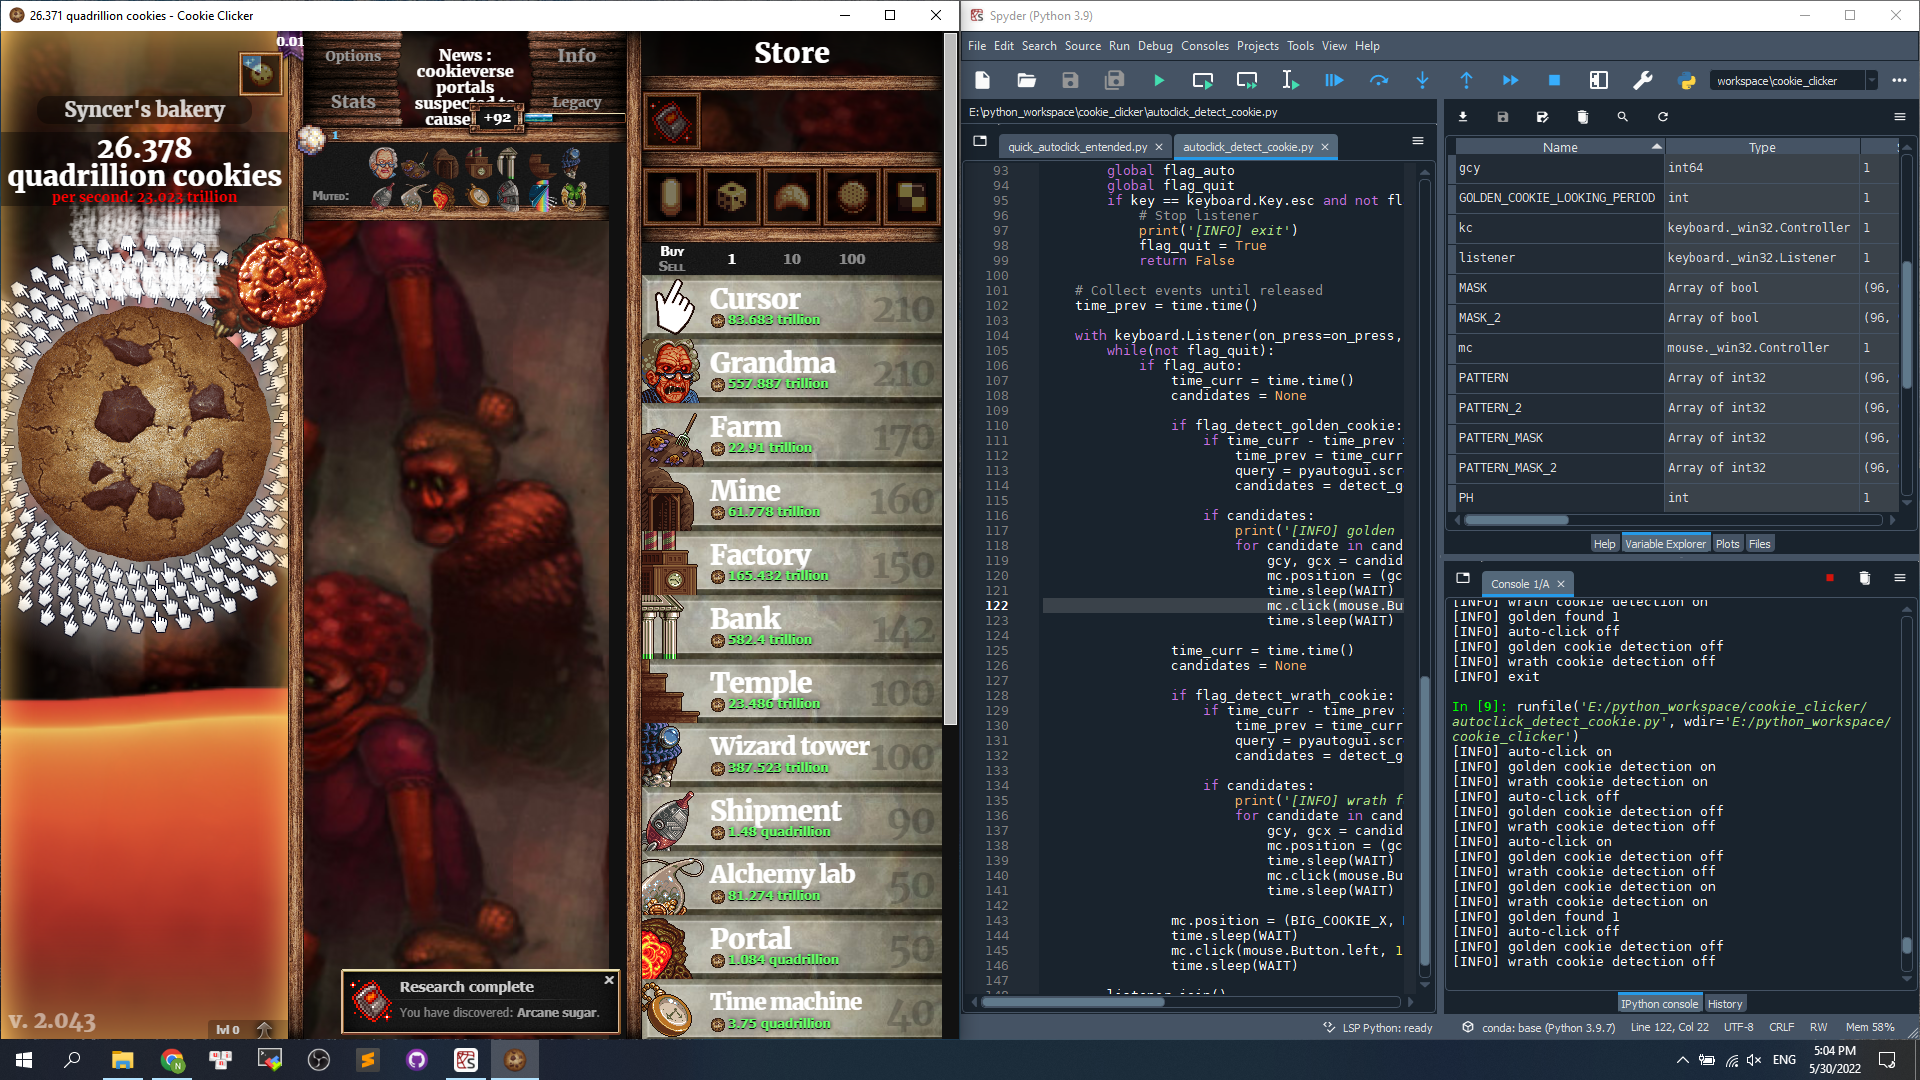 26.371 quadrillion cookies - Cookie Clicker
0.01
Syncer's bakery
26.378
quadrillion cookies
per second: 23.023 trillion
v. 2.043
lvl 0
Options
Stats
News :
cookieverse
portals
suspected to
cause
+92
Info
Legacy
1
Muted:
Research complete
You have discovered: Arcane sugar.
Store
Buy
Sell
1
10
100
Cursor
83.683 trillion
210
Grandma
557.887 trillion
210
Farm
22.91 trillion
170
Mine
61.778 trillion
160
Factory
165.432 trillion
150
Bank
582.4 trillion
142
Temple
23.486 trillion
100
Wizard tower
387.523 trillion
100
Shipment
1.48 quadrillion
90
Alchemy lab
81.274 trillion
50
Portal
1.084 quadrillion
50
Time machine
3.75 quadrillion
40
Spyder (Python 3.9)
File Edit Search Source Run Debug Consoles Projects Tools View Help
workspace\cookie_clicker
E:\python_workspace\cookie_clicker\autoclick_detect_cookie.py
quick_autoclick_entended.py
autoclick_detect_cookie.py
93 global flag_auto
94 global flag_quit
95 if key == keyboard.Key.esc and not fl
96 # Stop listener
97 print('[INFO] exit')
98 flag_quit = True
99 return False
100
101 # Collect events until released
102 time_prev = time.time()
103
104 with keyboard.Listener(on_press=on_press,
105 while(not flag_quit):
106 if flag_auto:
107 time_curr = time.time()
108 candidates = None
109
110 if flag_detect_golden_cookie:
111 if time_curr - time_prev
112 time_prev = time_curr
113 query = pyautogui.scr
114 candidates = detect_g
115
116 if candidates:
117 print('[INFO] golden
118 for candidate in cand
119 gcy, gcx = candid
120 mc.position = (gc
121 time.sleep(WAIT)
122 mc.click(mouse.Bu
123 time.sleep(WAIT)
124
125 time_curr = time.time()
126 candidates = None
127
128 if flag_detect_wrath_cookie:
129 if time_curr - time_prev
130 time_prev = time_curr
131 query = pyautogui.scr
132 candidates = detect_g
133
134 if candidates:
135 print('[INFO] wrath f
136 for candidate in cand
137 gcy, gcx = candid
138 mc.position = (gc
139 time.sleep(WAIT)
140 mc.click(mouse.Bu
141 time.sleep(WAIT)
142
143 mc.position = (BIG_COOKIE_X,
144 time.sleep(WAIT)
145 mc.click(mouse.Button.left, 1
146 time.sleep(WAIT)
147
Name Type
gcy int64 1
GOLDEN_COOKIE_LOOKING_PERIOD int 1
kc keyboard._win32.Controller 1
listener keyboard._win32.Listener 1
MASK Array of bool (96,
MASK_2 Array of bool (96,
mc mouse._win32.Controller 1
PATTERN Array of int32 (96,
PATTERN_2 Array of int32 (96,
PATTERN_MASK Array of int32 (96,
PATTERN_MASK_2 Array of int32 (96,
PH int 1
Help Variable Explorer Plots Files
Console 1/A
[INFO] wrath cookie detection on
[INFO] golden found 1
[INFO] auto-click off
[INFO] golden cookie detection off
[INFO] wrath cookie detection off
[INFO] exit
In [9]: runfile('E:/python_workspace/cookie_clicker/
autoclick_detect_cookie.py', wdir='E:/python_workspace/
cookie_clicker')
[INFO] auto-click on
[INFO] golden cookie detection on
[INFO] wrath cookie detection on
[INFO] auto-click off
[INFO] golden cookie detection off
[INFO] wrath cookie detection off
[INFO] auto-click on
[INFO] golden cookie detection off
[INFO] wrath cookie detection off
[INFO] golden cookie detection on
[INFO] wrath cookie detection on
[INFO] golden found 1
[INFO] auto-click off
[INFO] golden cookie detection off
[INFO] wrath cookie detection off
IPython console History
LSP Python: ready conda: base (Python 3.9.7) Line 122, Col 22 UTF-8 CRLF RW Mem 58%
ENG
5:04 PM
5/30/2022